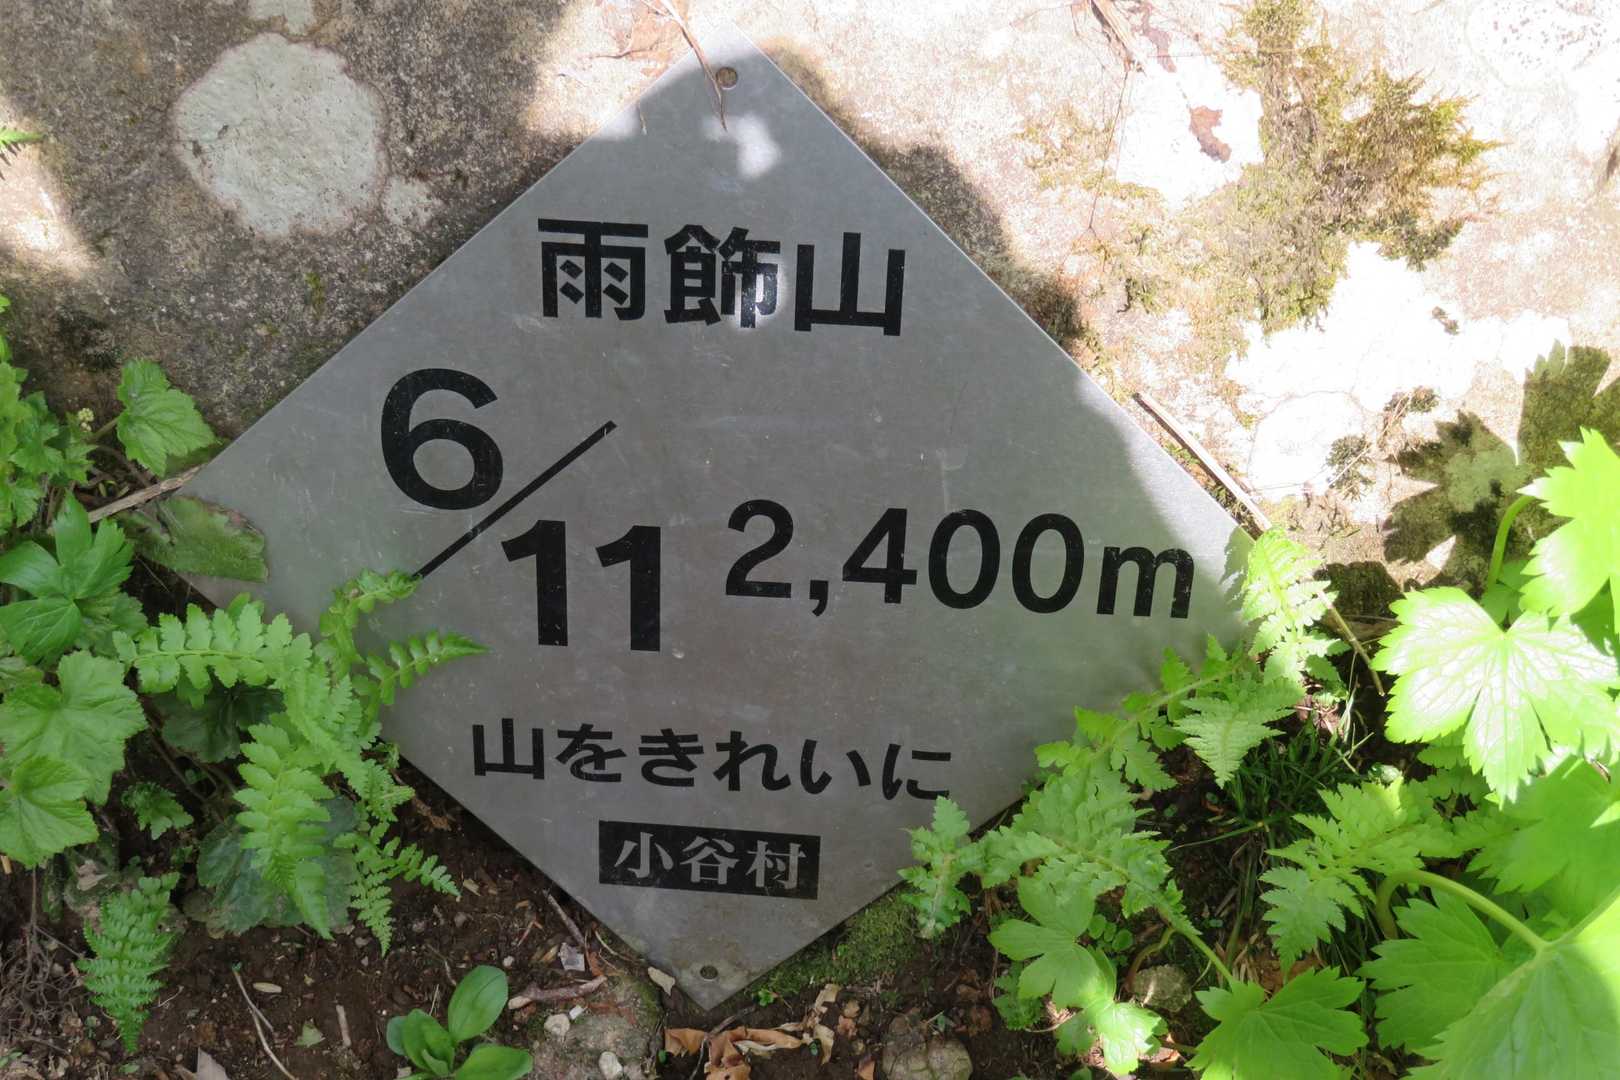 雨飾山
6/11 2,400m
山をきれいに
小谷村